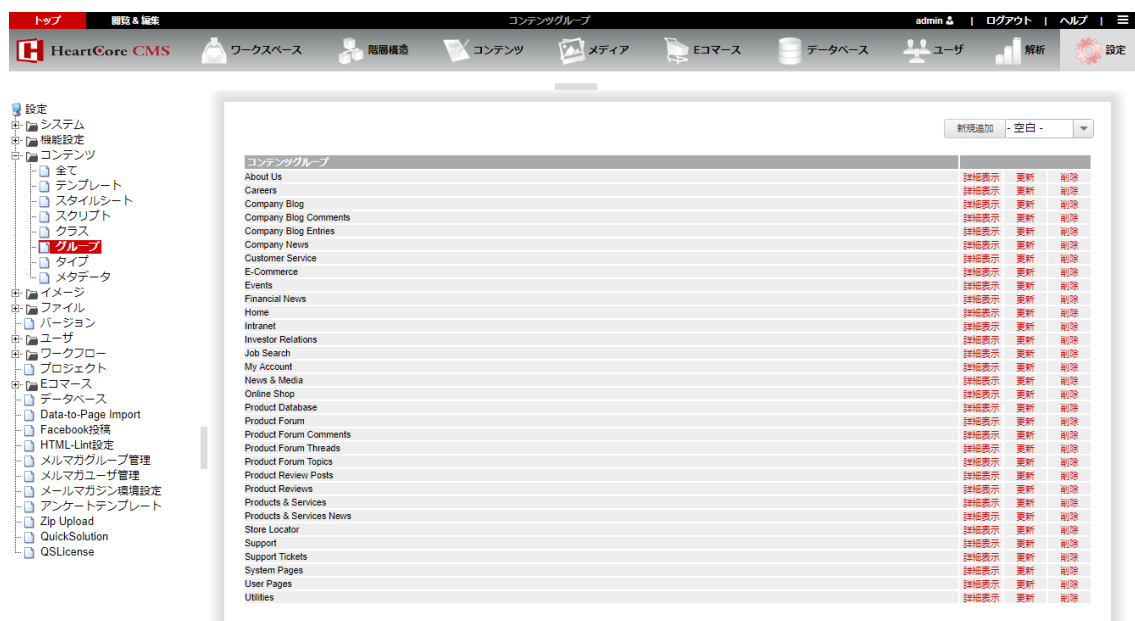 トップ 閲覧 & 編集 コンテンツグループ admin | ログアウト | ヘルプ |
HeartCore CMS ワークスペース 階層構造 コンテンツ メディア Eコマース データベース ユーザ 解析 設定
設定
システム
機能設定
コンテンツ
全て
テンプレート
スタイルシート
スクリプト
クラス
グループ
タイプ
メタデータ
イメージ
ファイル
バージョン
ユーザ
ワークフロー
プロジェクト
Eコマース
データベース
Data-to-Page Import
Facebook投稿
HTML-Lint設定
メルマガグループ管理
メルマガユーザ管理
メールマガジン環境設定
アンケートテンプレート
Zip Upload
QuickSolution
QSLicense
新規追加 - 空白 -
コンテンツグループ
About Us 詳細表示 更新 削除
Careers 詳細表示 更新 削除
Company Blog 詳細表示 更新 削除
Company Blog Comments 詳細表示 更新 削除
Company Blog Entries 詳細表示 更新 削除
Company News 詳細表示 更新 削除
Customer Service 詳細表示 更新 削除
E-Commerce 詳細表示 更新 削除
Events 詳細表示 更新 削除
Financial News 詳細表示 更新 削除
Home 詳細表示 更新 削除
Intranet 詳細表示 更新 削除
Investor Relations 詳細表示 更新 削除
Job Search 詳細表示 更新 削除
My Account 詳細表示 更新 削除
News & Media 詳細表示 更新 削除
Online Shop 詳細表示 更新 削除
Product Database 詳細表示 更新 削除
Product Forum 詳細表示 更新 削除
Product Forum Comments 詳細表示 更新 削除
Product Forum Threads 詳細表示 更新 削除
Product Forum Topics 詳細表示 更新 削除
Product Review Posts 詳細表示 更新 削除
Product Reviews 詳細表示 更新 削除
Products & Services 詳細表示 更新 削除
Products & Services News 詳細表示 更新 削除
Store Locator 詳細表示 更新 削除
Support 詳細表示 更新 削除
Support Tickets 詳細表示 更新 削除
System Pages 詳細表示 更新 削除
User Pages 詳細表示 更新 削除
Utilities 詳細表示 更新 削除